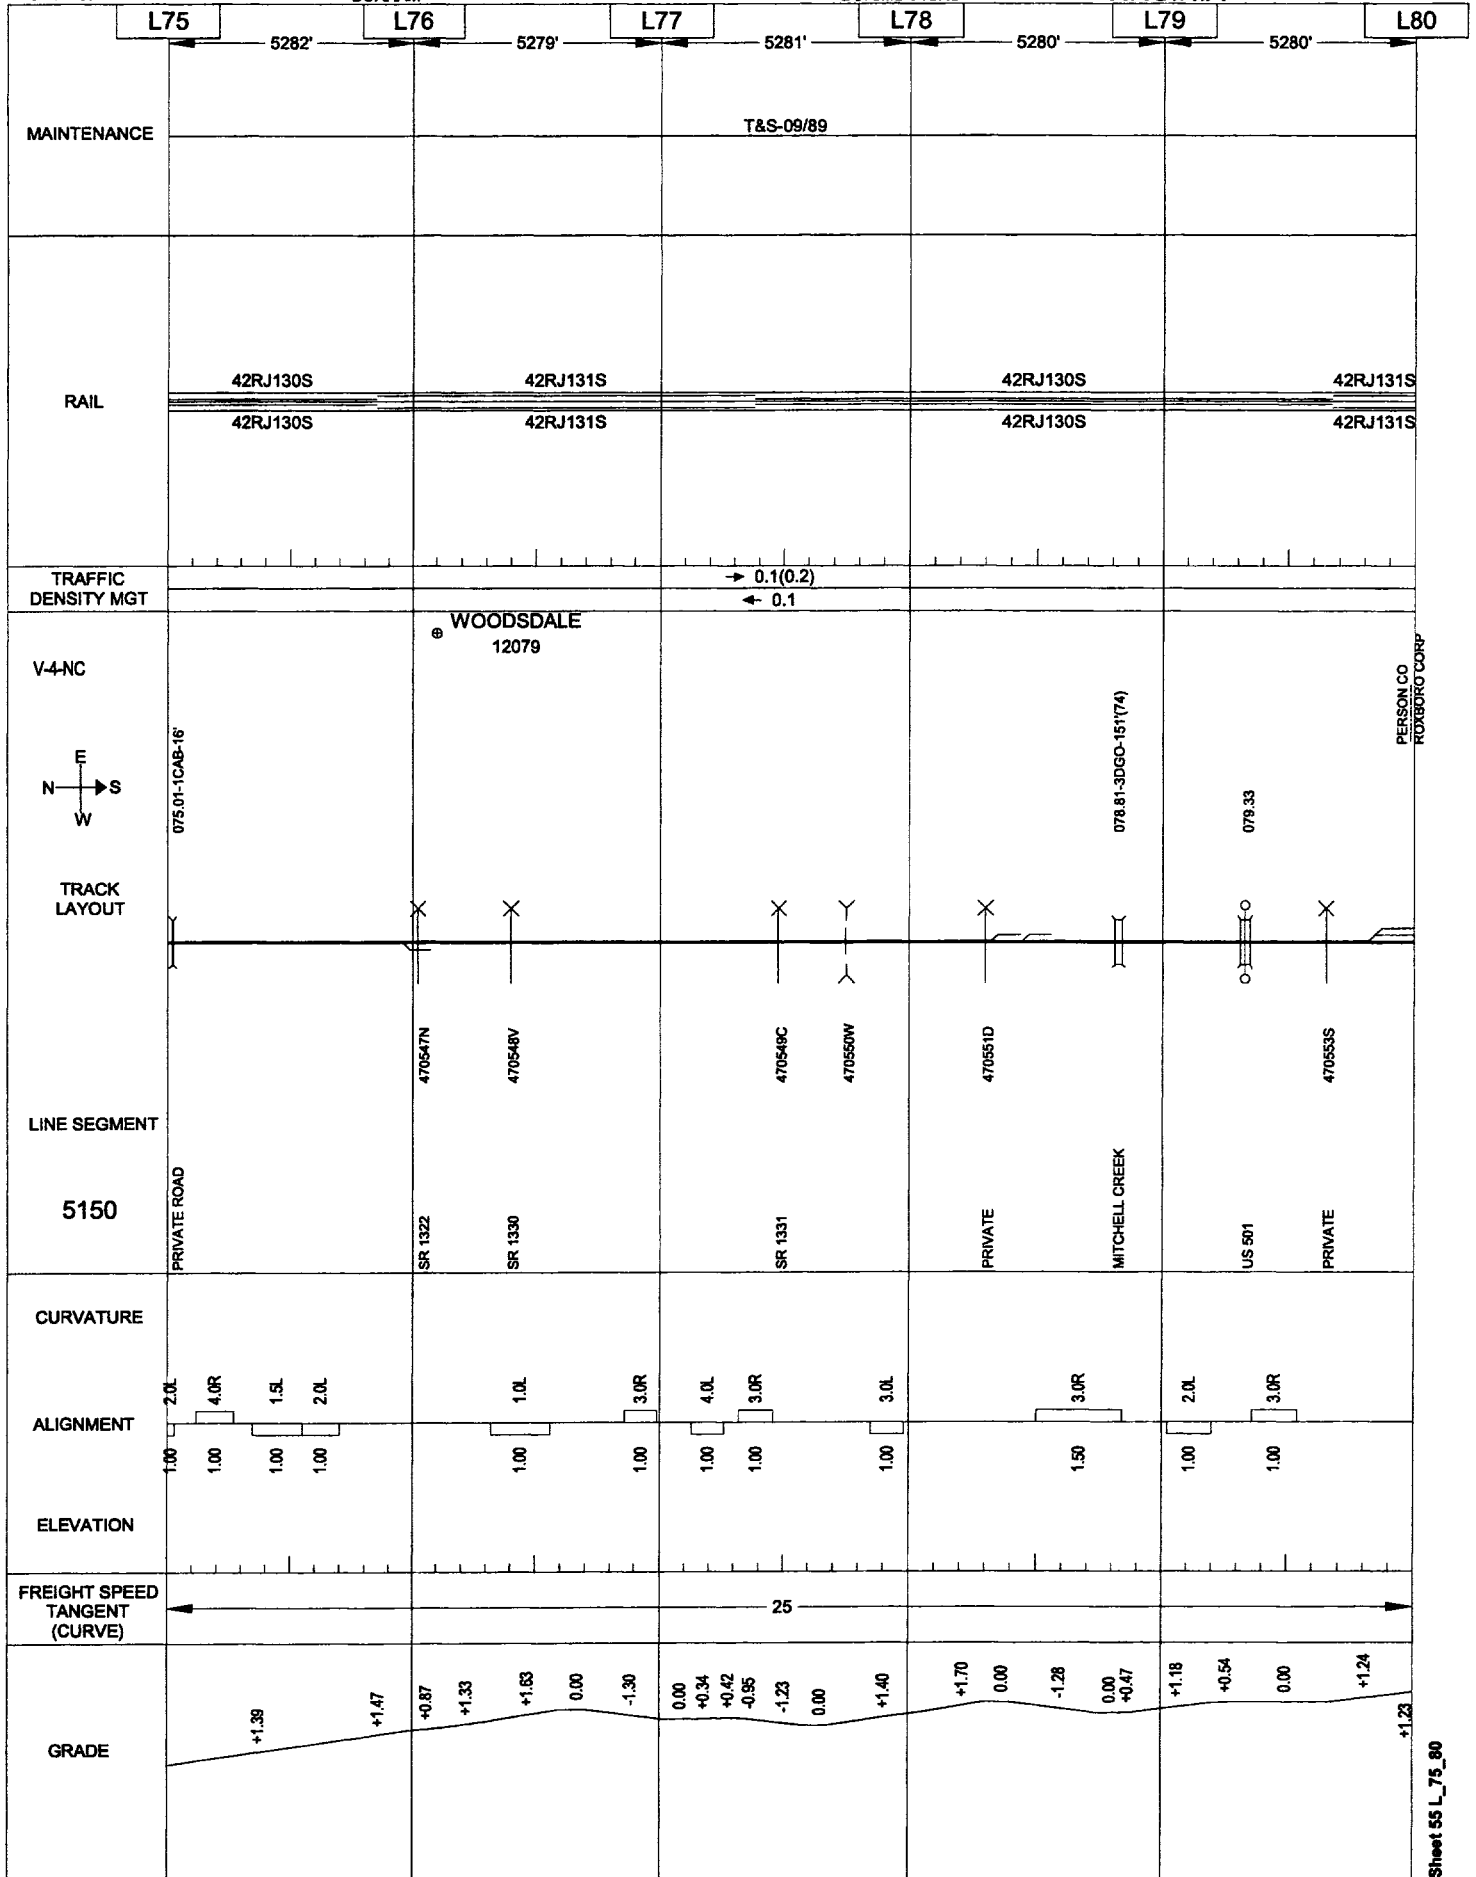 L75 L76 L77 L78 L79 L80
5282' 5279' 5281' 5280' 5280'
MAINTENANCE
T&S-09/89
RAIL
42RJ130S 42RJ131S 42RJ130S 42RJ131S
42RJ130S 42RJ131S 42RJ130S 42RJ131S
TRAFFIC
DENSITY MGT
→ 0.1(0.2)
← 0.1
WOODSDALE
12079
V-4-NC
E
N S
W
075.01-1CAB-16'
078.81-3DGO-151'(74)
079.33
PERSON CO
ROXBORO CORP
TRACK
LAYOUT
470547N
470548V
470549C
470550W
470551D
470553S
LINE SEGMENT
5150
PRIVATE ROAD
SR 1322
SR 1330
SR 1331
PRIVATE
MITCHELL CREEK
US 501
PRIVATE
CURVATURE
2.0L 4.0R 1.5L 2.0L 1.0L 3.0R 4.0L 3.0R 3.0L 3.0R 2.0L 3.0R
ALIGNMENT
1.00 1.00 1.00 1.00 1.00 1.00 1.00 1.00 1.00 1.50 1.00 1.00
ELEVATION
FREIGHT SPEED
TANGENT
(CURVE)
25
GRADE
+1.39 +1.47 +0.87 +1.33 +1.63 0.00 -1.30 0.00 +0.34 +0.42 -0.95 -1.23 0.00 +1.40 +1.70 0.00 -1.28 0.00 +0.47 +1.18 +0.54 0.00 +1.24 +1.23
Sheet 55 L_75_80